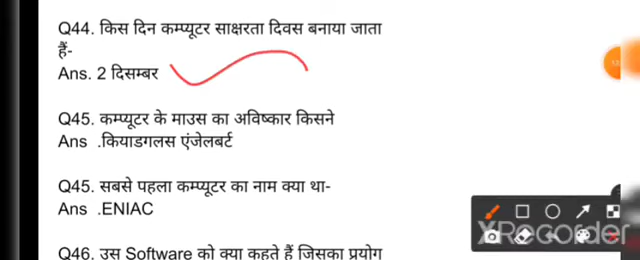 Q44. किस दिन कम्प्यूटर साक्षरता दिवस बनाया जाता
हैं-
Ans. 2 दिसम्बर
Q45. कम्प्यूटर के माउस का अविष्कार किसने
Ans .कियाडगलस एंजेलबर्ट
Q45. सबसे पहला कम्प्यूटर का नाम क्या था-
Ans .ENIAC
Q46. उस Software को क्या कहते हैं जिसका प्रयोग
XRecorder